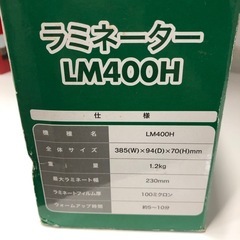 ラミネーター
LM400H
仕様
機種 LM400H
全体サイズ 385(W)×94(D)×70(H)mm
重量 1.2kg
最大ラミネート幅 230mm
ラミネートフィルム厚 100ミクロン
ウォームアップ時間 約5〜10分